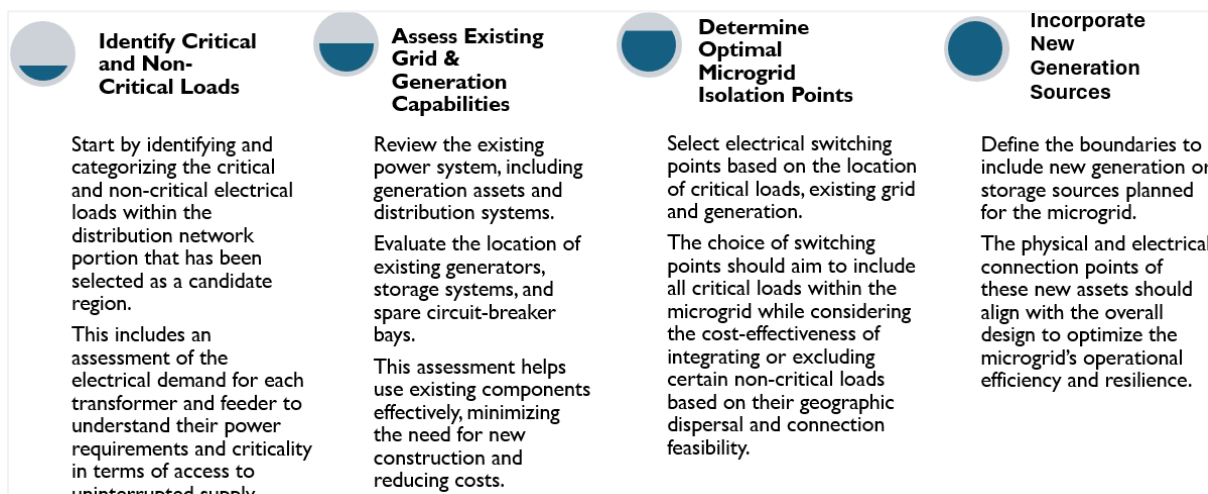 Identify Critical
and Non-
Critical Loads
Start by identifying and
categorizing the critical
and non-critical electrical
loads within the
distribution network
portion that has been
selected as a candidate
region.
This includes an
assessment of the
electrical demand for each
transformer and feeder to
understand their power
requirements and criticality
in terms of access to
uninterrupted supply
Assess Existing
Grid &
Generation
Capabilities
Review the existing
power system, including
generation assets and
distribution systems.
Evaluate the location of
existing generators,
storage systems, and
spare circuit-breaker
bays.
This assessment helps
use existing components
effectively, minimizing
the need for new
construction and
reducing costs.
Determine
Optimal
Microgrid
Isolation Points
Select electrical switching
points based on the location
of critical loads, existing grid
and generation.
The choice of switching
points should aim to include
all critical loads within the
microgrid while considering
the cost-effectiveness of
integrating or excluding
certain non-critical loads
based on their geographic
dispersal and connection
feasibility.
Incorporate
New
Generation
Sources
Define the boundaries to
include new generation or
storage sources planned
for the microgrid.
The physical and electrical
connection points of
these new assets should
align with the overall
design to optimize the
microgrid's operational
efficiency and resilience.